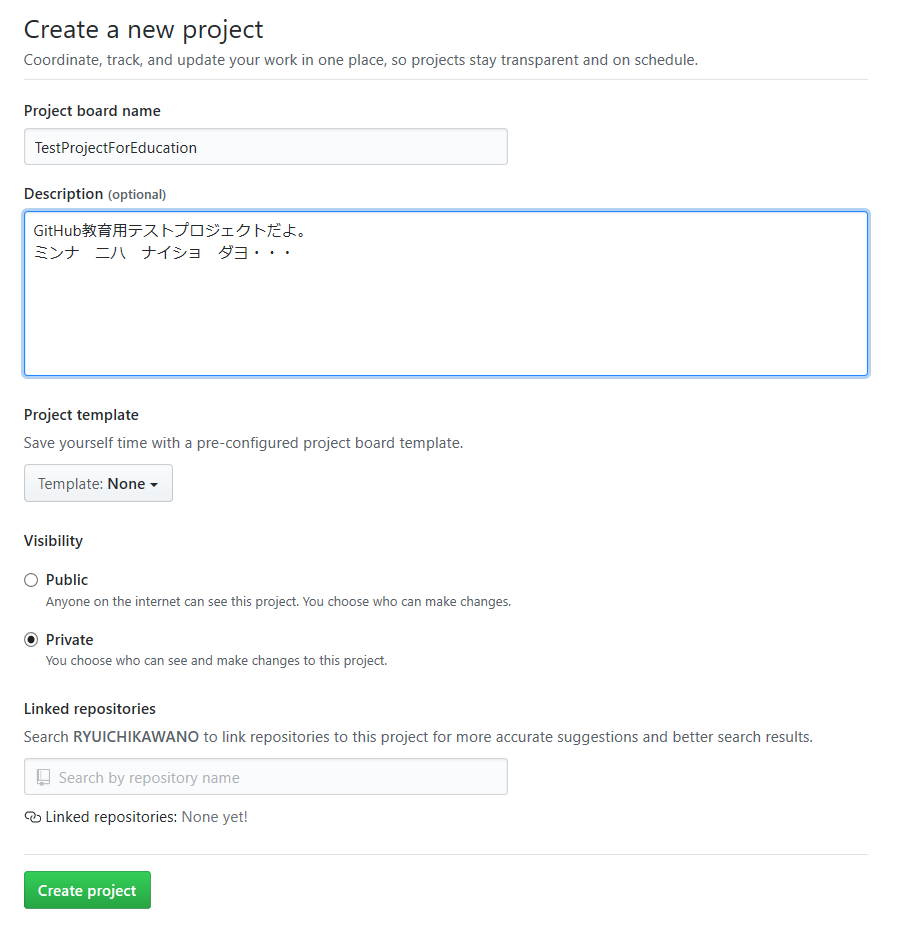 Create a new project
Coordinate, track, and update your work in one place, so projects stay transparent and on schedule.
Project board name
TestProjectForEducation
Description (optional)
GitHub教育用テストプロジェクトだよ。
ミンナ　ニハ　ナイショ　ダヨ・・・
Project template
Save yourself time with a pre-configured project board template.
Template: None
Visibility
Public
Anyone on the internet can see this project. You choose who can make changes.
Private
You choose who can see and make changes to this project.
Linked repositories
Search RYUICHIKAWANO to link repositories to this project for more accurate suggestions and better search results.
Search by repository name
Linked repositories: None yet!
Create project